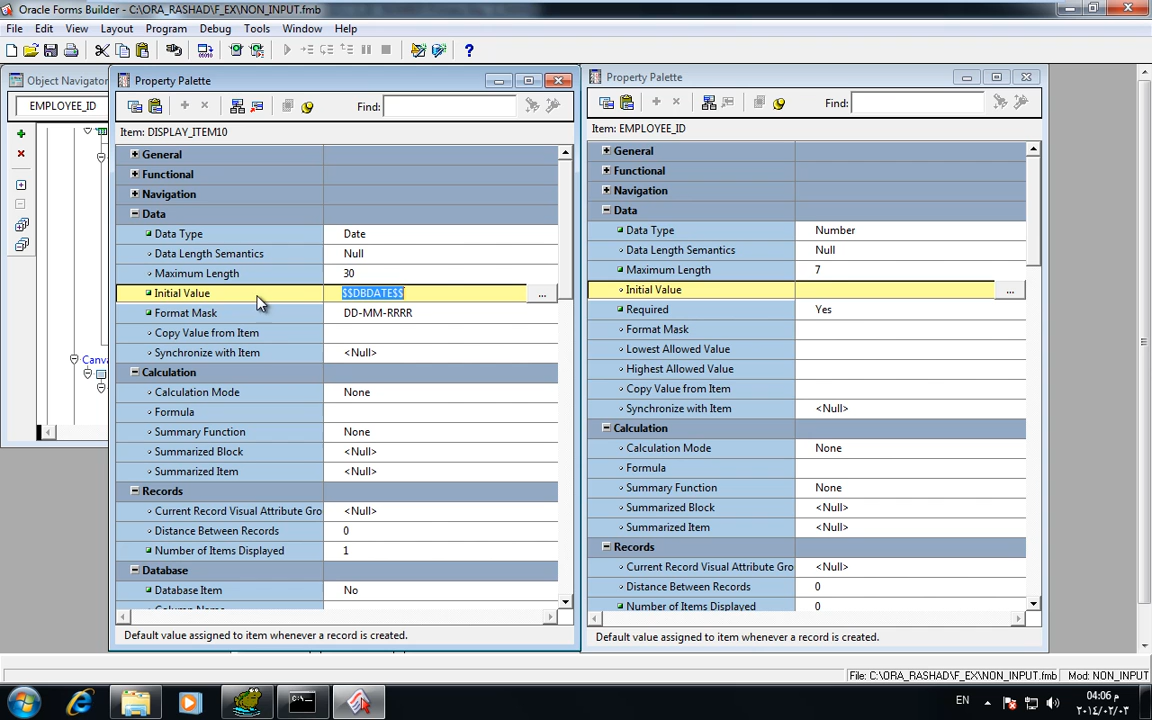 Oracle Forms Builder - C:\ORA_RASHAD\F_EX\NON_INPUT.fmb
File Edit View Layout Program Debug Tools Window Help
Object Navigator
EMPLOYEE_ID
Canva
Property Palette
Find:
Item: DISPLAY_ITEM10
General
Functional
Navigation
Data
Data Type Date
Data Length Semantics Null
Maximum Length 30
Initial Value $$DBDATE$$ ...
Format Mask DD-MM-RRRR
Copy Value from Item
Synchronize with Item <Null>
Calculation
Calculation Mode None
Formula
Summary Function None
Summarized Block <Null>
Summarized Item <Null>
Records
Current Record Visual Attribute Gro <Null>
Distance Between Records 0
Number of Items Displayed 1
Database
Database Item No
Column Name
Default value assigned to item whenever a record is created.
Property Palette
Find:
Item: EMPLOYEE_ID
General
Functional
Navigation
Data
Data Type Number
Data Length Semantics Null
Maximum Length 7
Initial Value ...
Required Yes
Format Mask
Lowest Allowed Value
Highest Allowed Value
Copy Value from Item
Synchronize with Item <Null>
Calculation
Calculation Mode None
Formula
Summary Function None
Summarized Block <Null>
Summarized Item <Null>
Records
Current Record Visual Attribute Gro <Null>
Distance Between Records 0
Number of Items Displayed 0
Default value assigned to item whenever a record is created.
File: C:\ORA_RASHAD\F_EX\NON_INPUT.fmb Mod: NON_INPUT
EN
04:06 م
٢٠١٤/٠٢/٠٣